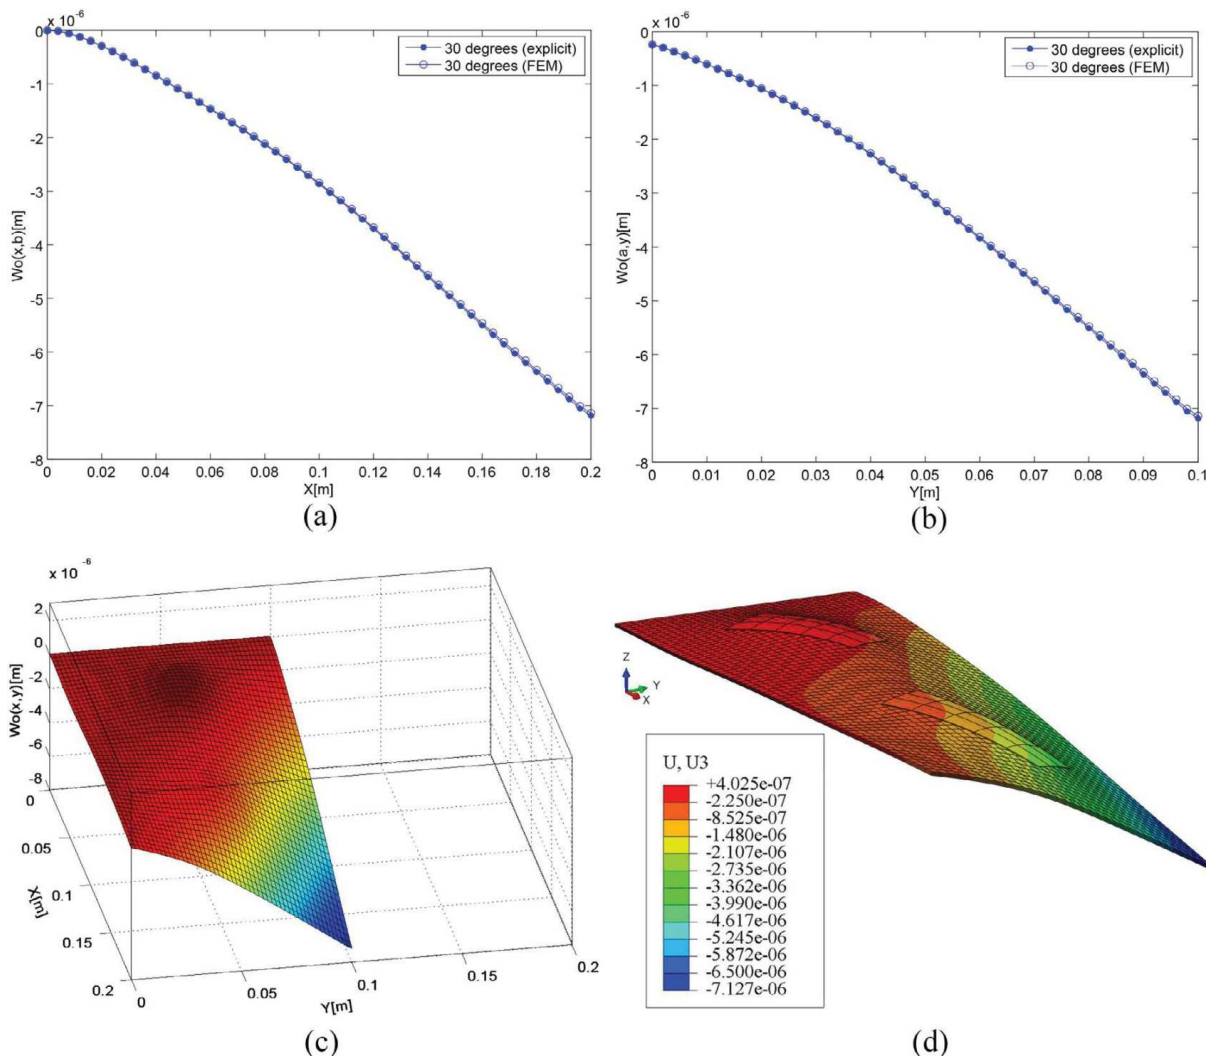 x 10 -6
0
-1
-2
-3
-4
-5
-6
-7
-8
Wo(x,b)[m]
30 degrees (explicit)
30 degrees (FEM)
0 0.02 0.04 0.06 0.08 0.1 0.12 0.14 0.16 0.18 0.2
X[m]
(a)
x 10 -6
0
-1
-2
-3
-4
-5
-6
-7
-8
Wo(a,y)[m]
30 degrees (explicit)
30 degrees (FEM)
0 0.01 0.02 0.03 0.04 0.05 0.06 0.07 0.08 0.09 0.1
Y[m]
(b)
x 10 -6
2
0
-2
-4
-6
-8
Wo(x,y)[m]
0
0.05
0.1
0.15
0.2
X[m]
0
0.05
0.1
0.15
0.2
Y[m]
(c)
Z
Y
X
U, U3
+4.025e-07
-2.250e-07
-8.525e-07
-1.480e-06
-2.107e-06
-2.735e-06
-3.362e-06
-3.990e-06
-4.617e-06
-5.245e-06
-5.872e-06
-6.500e-06
-7.127e-06
(d)